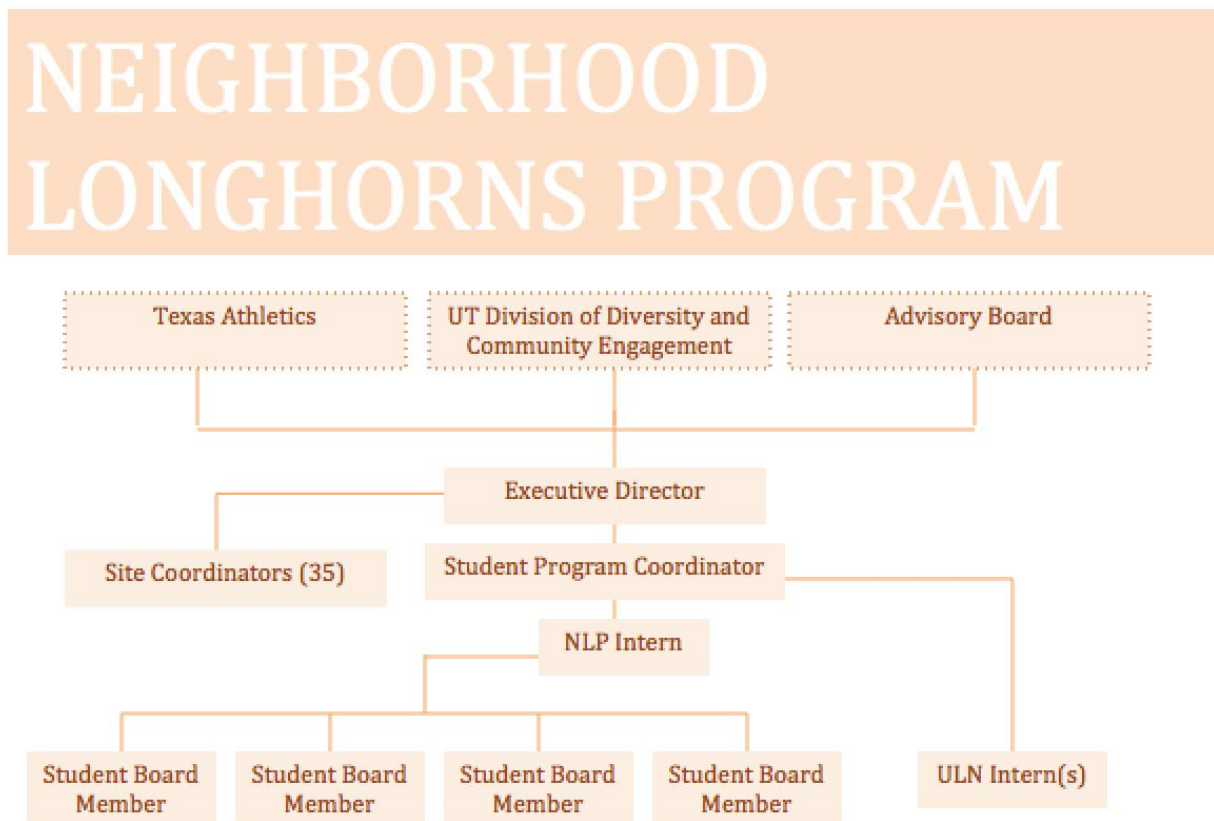 NEIGHBORHOOD
LONGHORNS PROGRAM
Texas Athletics
UT Division of Diversity and
Community Engagement
Advisory Board
Executive Director
Site Coordinators (35)
Student Program Coordinator
NLP Intern
Student Board
Member
Student Board
Member
Student Board
Member
Student Board
Member
ULN Intern(s)